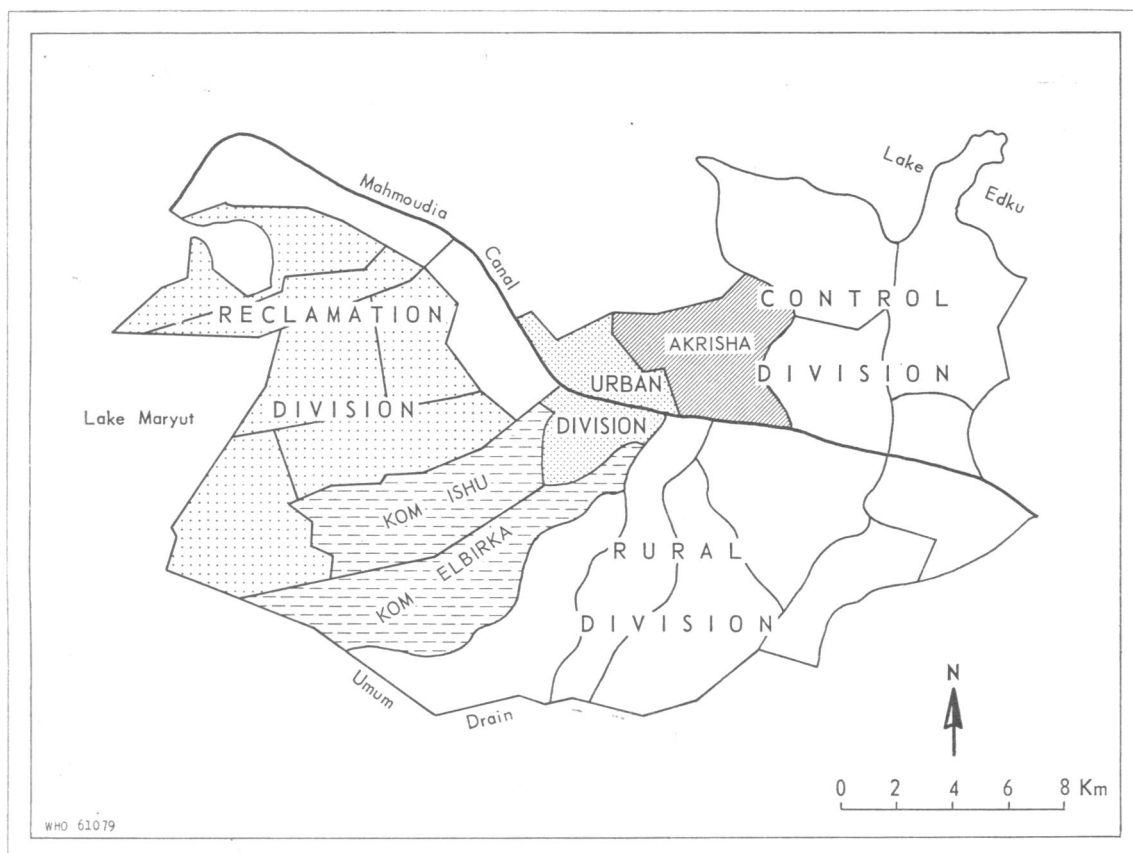 Lake
Edku
Mahmoudia
Canal
CONTROL
DIVISION
RECLAMATION
DIVISION
AKRISHA
URBAN
DIVISION
Lake Maryut
KOM ISHU
KOM ELBIRKA
RURAL
DIVISION
Umum
Drain
N
0 2 4 6 8 Km
WHO 61079